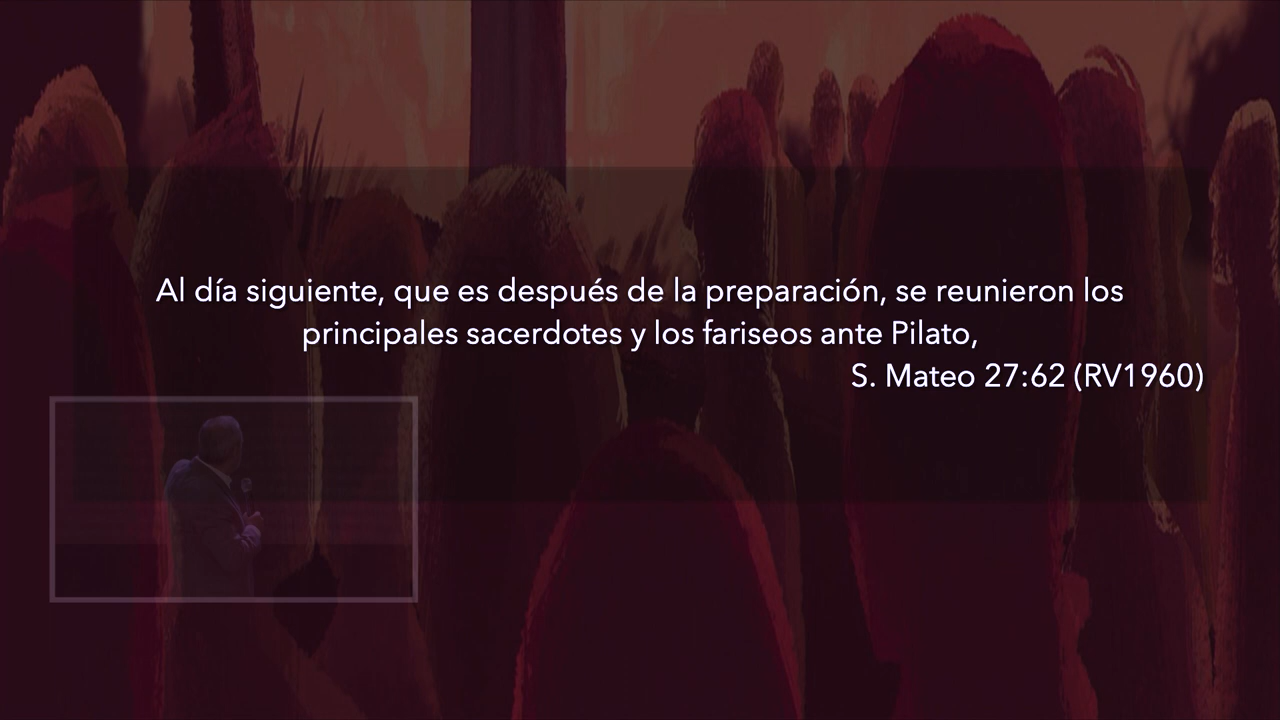 Al día siguiente, que es después de la preparación, se reunieron los
principales sacerdotes y los fariseos ante Pilato,
S. Mateo 27:62 (RV1960)